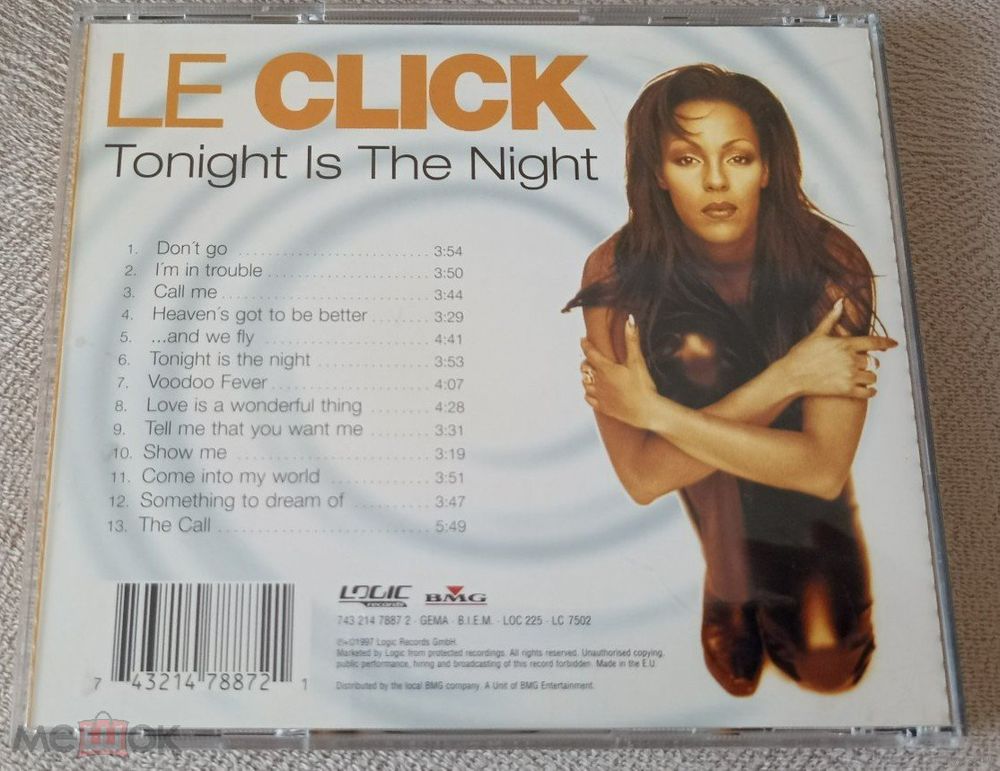 LE CLICK
Tonight Is The Night
1. Don´t go ........................ 3:54
2. I´m in trouble ........................ 3:50
3. Call me ........................ 3:44
4. Heaven´s got to be better ........ 3:29
5. ...and we fly ........................ 4:41
6. Tonight is the night ................ 3:53
7. Voodoo Fever ........................ 4:07
8. Love is a wonderful thing ........ 4:28
9. Tell me that you want me ........ 3:31
10. Show me ........................ 3:19
11. Come into my world ............ 3:51
12. Something to dream of .......... 3:47
13. The Call ........................ 5:49
LOGIC records BMG
743 214 7887 2 · GEMA · B.I.E.M. · LOC 225 · LC 7502
℗+©1997 Logic Records GmbH.
Marketed by Logic from protected recordings. All rights reserved. Unauthorised copying,
public performance, hiring and broadcasting of this record forbidden. Made in the E.U.
Distributed by the local BMG company. A Unit of BMG Entertainment.
7 43214 78872 1
МешОК